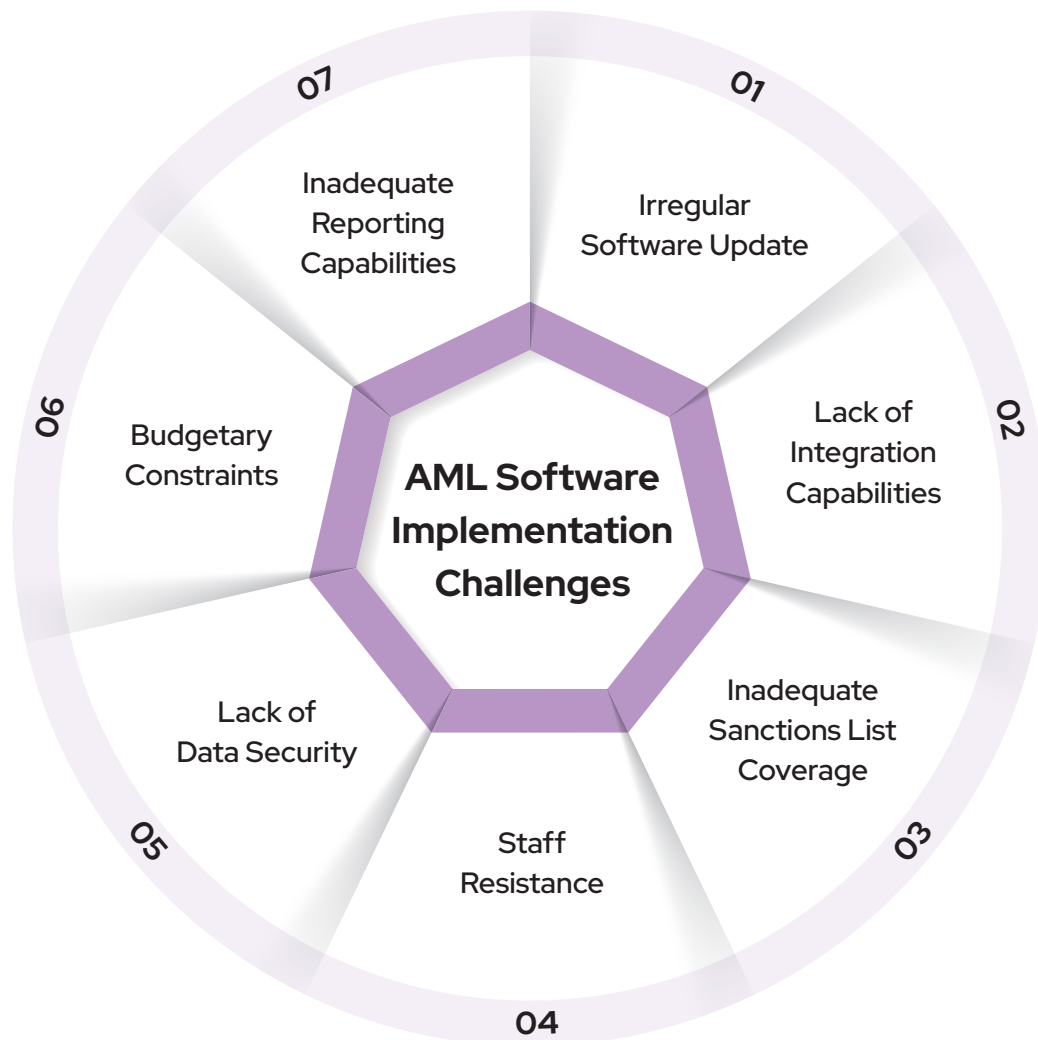 AML Software
Implementation
Challenges
01
Irregular
Software Update
02
Lack of
Integration
Capabilities
03
Inadequate
Sanctions List
Coverage
04
Staff
Resistance
05
Lack of
Data Security
06
Budgetary
Constraints
07
Inadequate
Reporting
Capabilities